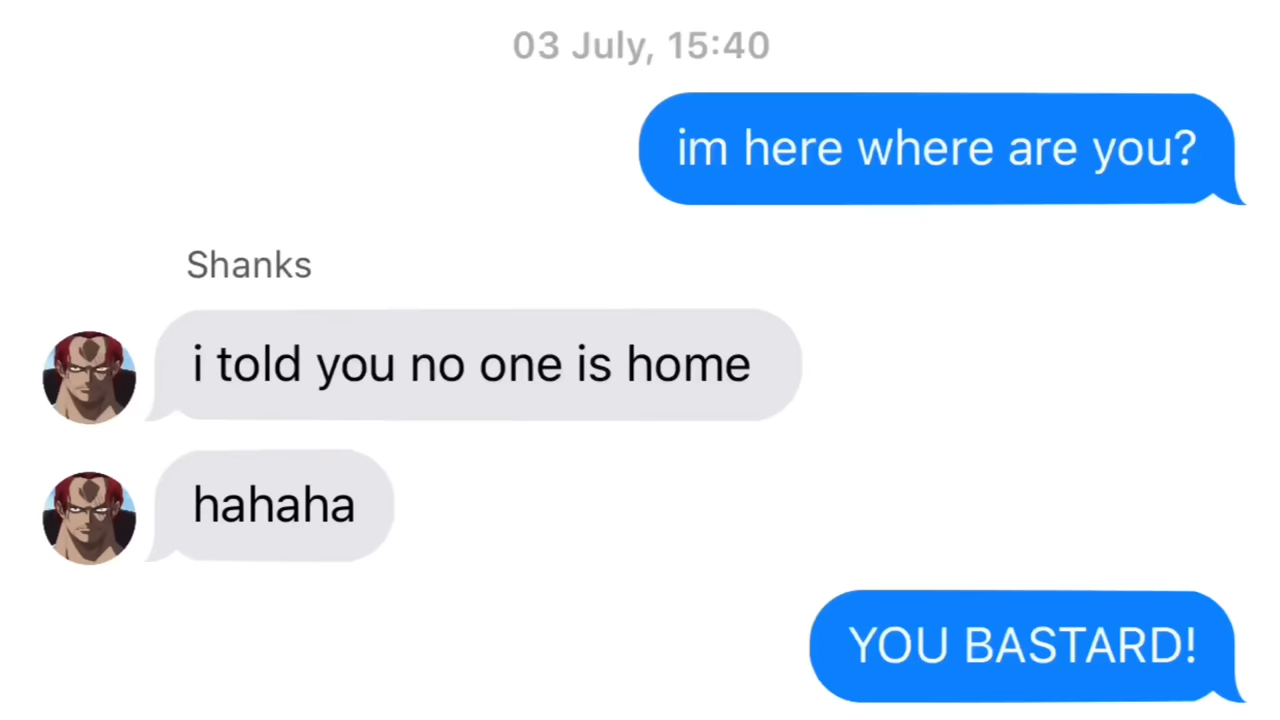 03 July, 15:40
im here where are you?
Shanks
i told you no one is home
hahaha
YOU BASTARD!